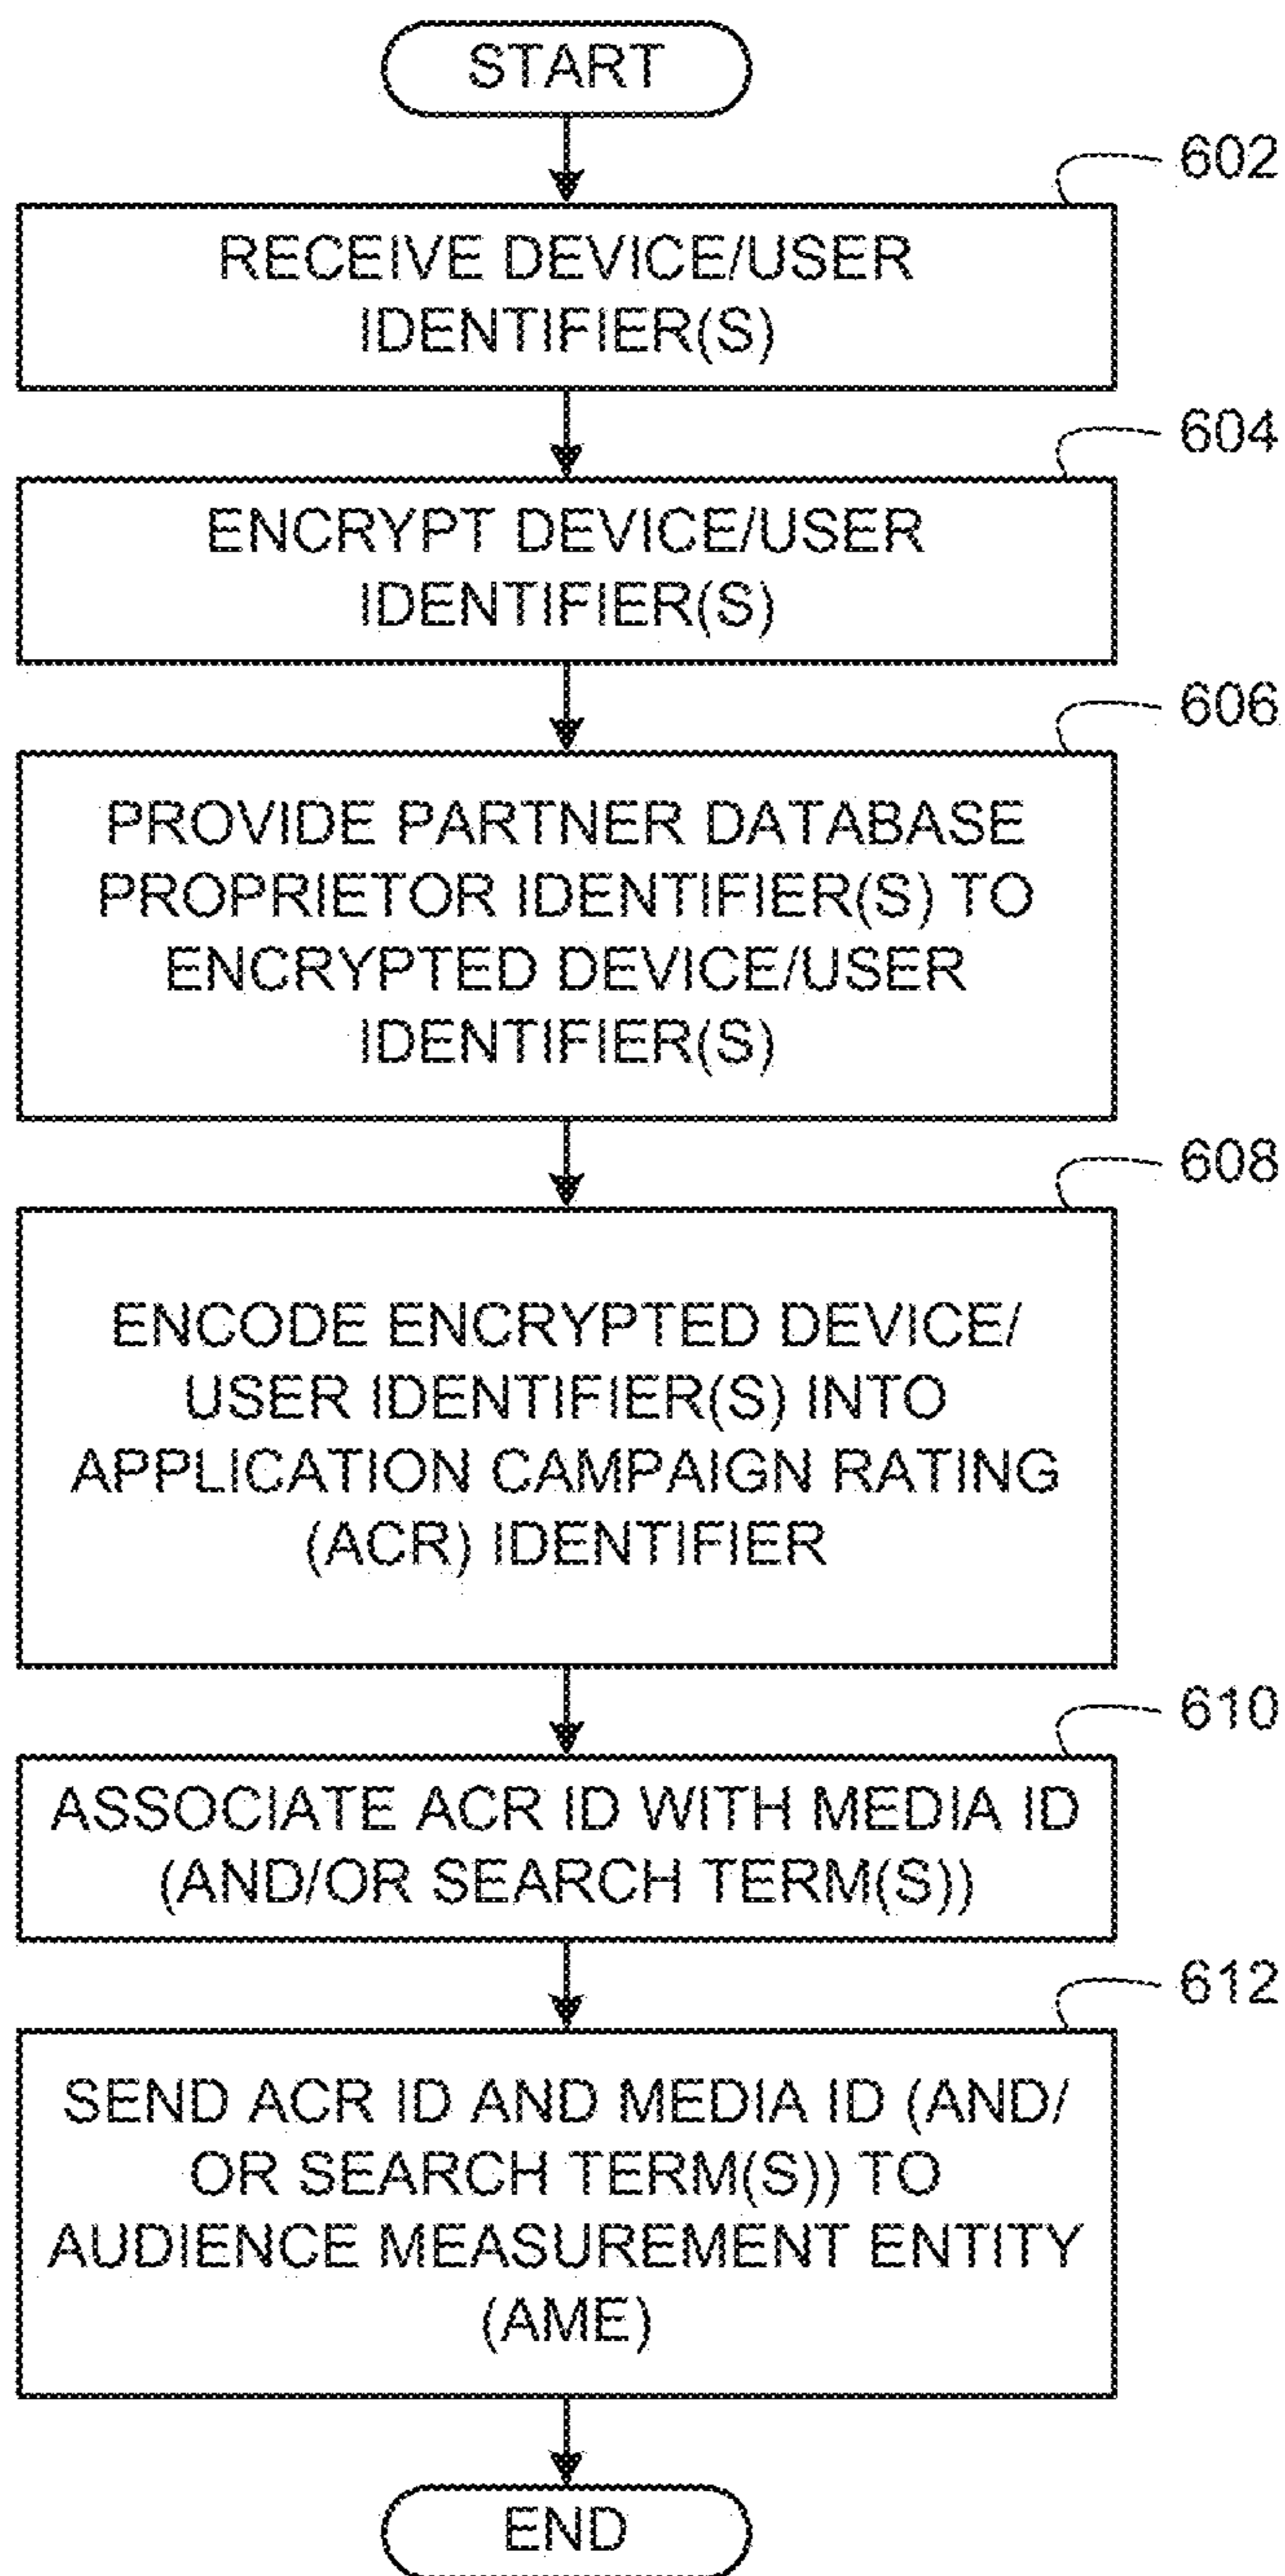 START
602
RECEIVE DEVICE/USER
IDENTIFIER(S)
604
ENCRYPT DEVICE/USER
IDENTIFIER(S)
606
PROVIDE PARTNER DATABASE
PROPRIETOR IDENTIFIER(S) TO
ENCRYPTED DEVICE/USER
IDENTIFIER(S)
608
ENCODE ENCRYPTED DEVICE/
USER IDENTIFIER(S) INTO
APPLICATION CAMPAIGN RATING
(ACR) IDENTIFIER
610
ASSOCIATE ACR ID WITH MEDIA ID
(AND/OR SEARCH TERM(S))
612
SEND ACR ID AND MEDIA ID (AND/
OR SEARCH TERM(S)) TO
AUDIENCE MEASUREMENT ENTITY
(AME)
END